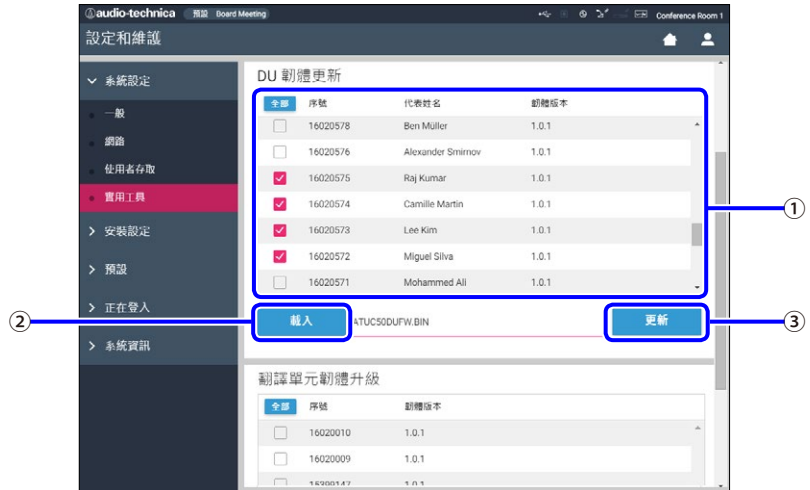 audio-technica 預設 Board Meeting Conference Room 1
設定和維護
系統設定
一般
網路
使用者存取
實用工具
安裝設定
預設
正在登入
系統資訊
DU 韌體更新
全部 序號 代表姓名 韌體版本
16020578 Ben Müller 1.0.1
16020576 Alexander Smirnov 1.0.1
16020575 Raj Kumar 1.0.1
16020574 Camille Martin 1.0.1
16020573 Lee Kim 1.0.1
16020572 Miguel Silva 1.0.1
16020571 Mohammed Ali 1.0.1
載入 ATUC50DUFW.BIN 更新
翻譯單元韌體升級
全部 序號 韌體版本
16020010 1.0.1
16020009 1.0.1
15399147 1.0.1
①
②
③